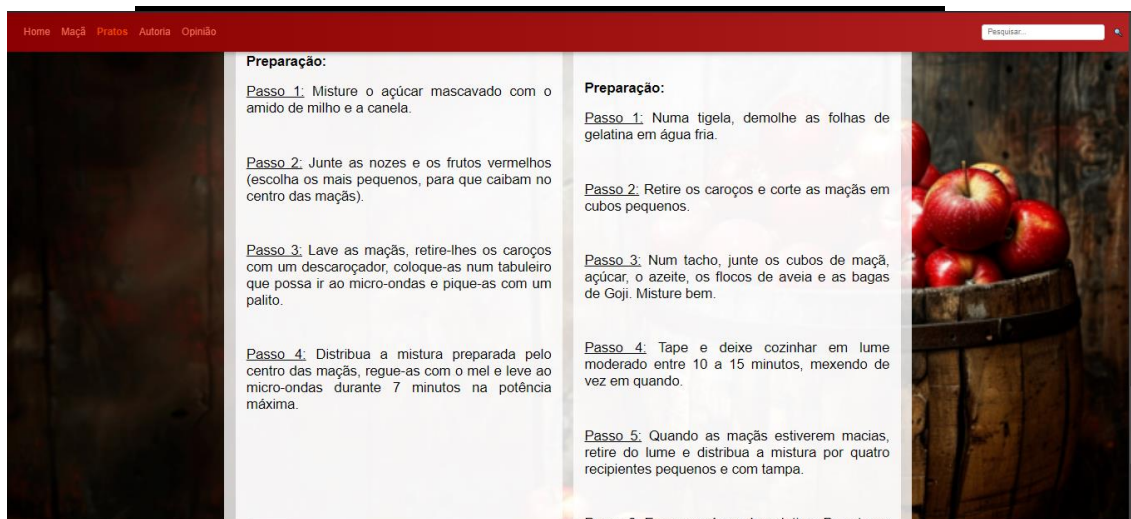 Home Maçã Pratos Autoria Opinião
Pesquisar...
Preparação:
Passo 1: Misture o açúcar mascavado com o
amido de milho e a canela.
Passo 2: Junte as nozes e os frutos vermelhos
(escolha os mais pequenos, para que caibam no
centro das maçãs).
Passo 3: Lave as maçãs, retire-lhes os caroços
com um descaroçador, coloque-as num tabuleiro
que possa ir ao micro-ondas e pique-as com um
palito.
Passo 4: Distribua a mistura preparada pelo
centro das maçãs, regue-as com o mel e leve ao
micro-ondas durante 7 minutos na potência
máxima.
Preparação:
Passo 1: Numa tigela, demolhe as folhas de
gelatina em água fria.
Passo 2: Retire os caroços e corte as maçãs em
cubos pequenos.
Passo 3: Num tacho, junte os cubos de maçã,
açúcar, o azeite, os flocos de aveia e as bagas
de Goji. Misture bem.
Passo 4: Tape e deixe cozinhar em lume
moderado entre 10 a 15 minutos, mexendo de
vez em quando.
Passo 5: Quando as maçãs estiverem macias,
retire do lume e distribua a mistura por quatro
recipientes pequenos e com tampa.